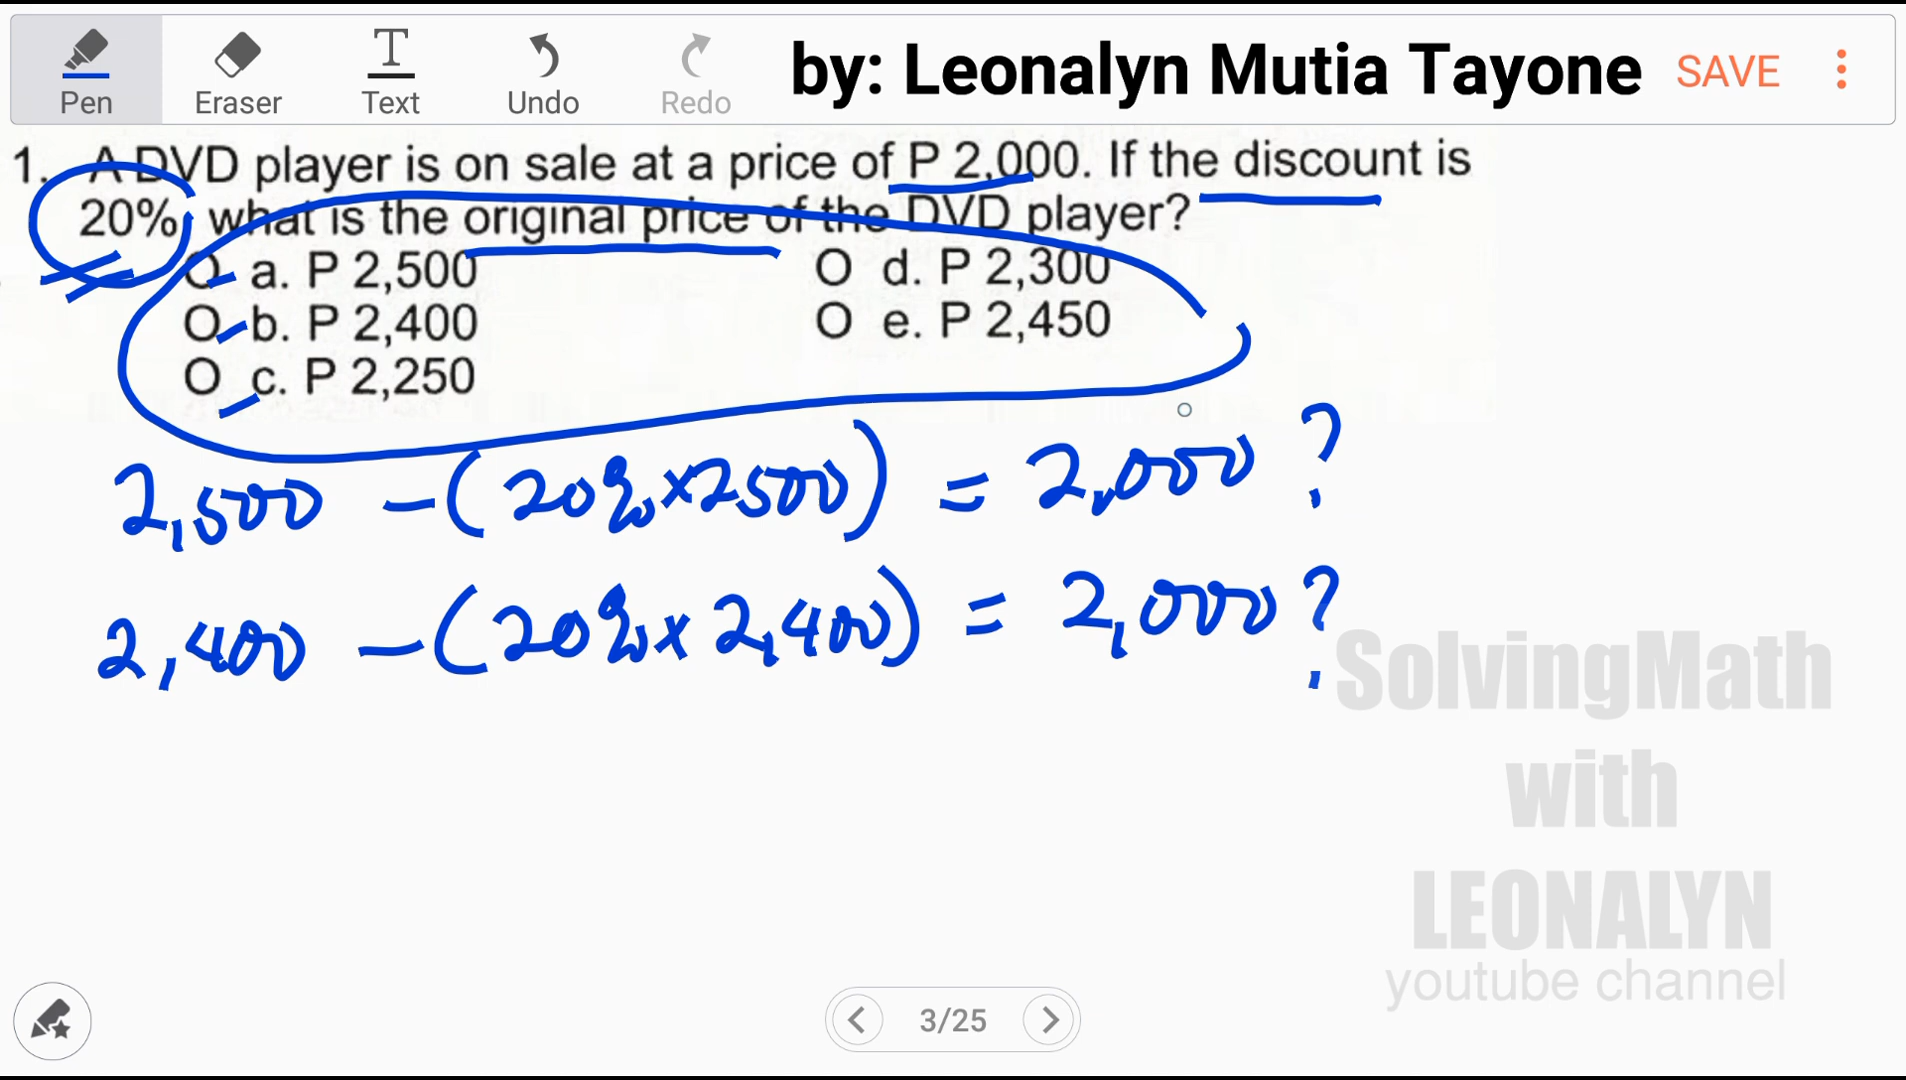 Pen Eraser Text Undo Redo by: Leonalyn Mutia Tayone SAVE
1. A DVD player is on sale at a price of P 2,000. If the discount is
20%, what is the original price of the DVD player?
O a. P 2,500 O d. P 2,300
O b. P 2,400 O e. P 2,450
O c. P 2,250
2,500 - (20% x 2500) = 2,000 ?
2,400 - (20% x 2,400) = 2,000 ?
SolvingMath
with
LEONALYN
youtube channel
3/25